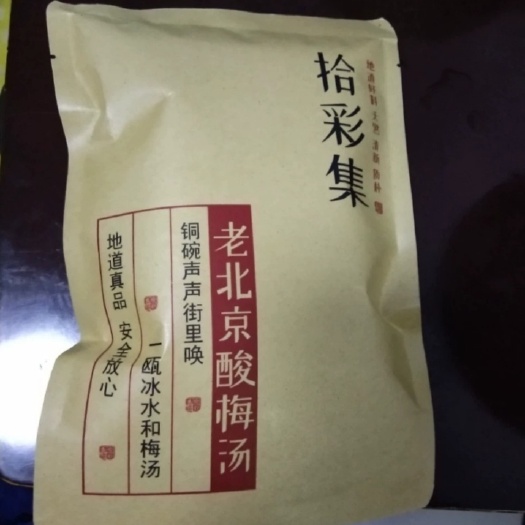 拾彩集
老北京酸梅汤
铜碗声声街里唤
一瓯冰水和梅汤
地道真品 安全放心